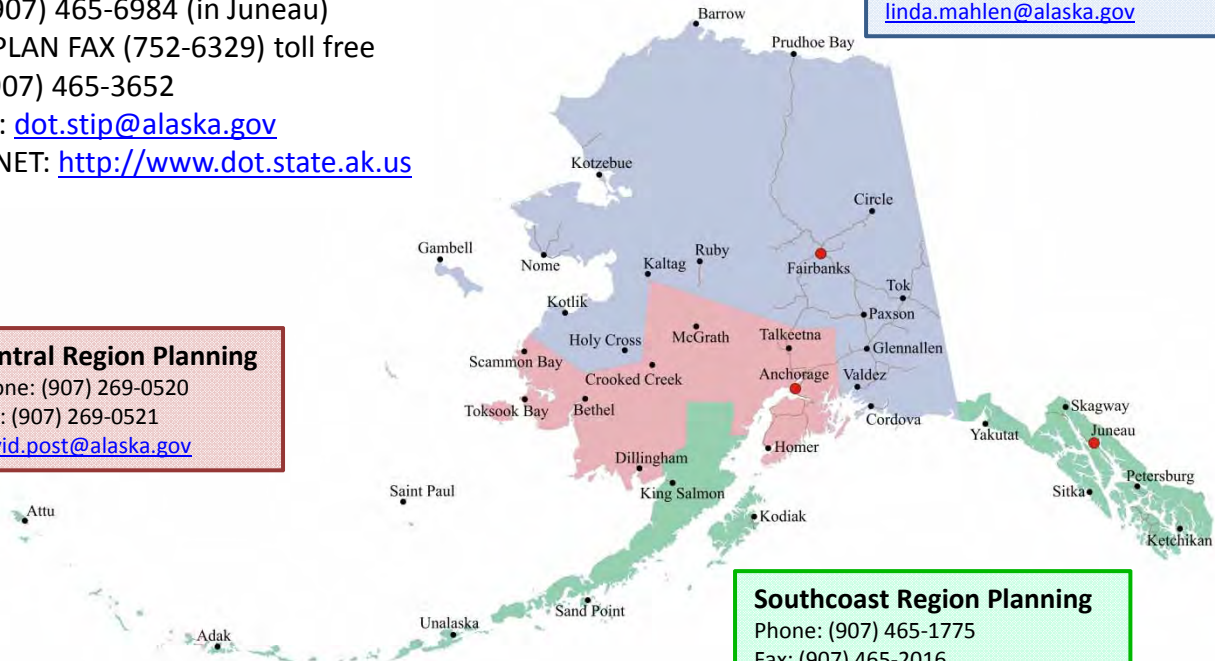 907) 465-6984 (in Juneau)
PLAN FAX (752-6329) toll free
907) 465-3652
: dot.stip@alaska.gov
NET: http://www.dot.state.ak.us
linda.mahlen@alaska.gov
Barrow
Prudhoe Bay
Kotzebue
Circle
Gambell
Nome
Kaltag
Ruby
Fairbanks
Tok
Kotlik
Paxson
Holy Cross
McGrath
Talkeetna
Glennallen
Scammon Bay
Crooked Creek
Anchorage
Valdez
Toksook Bay
Bethel
Cordova
Yakutat
Skagway
Juneau
Homer
Dillingham
King Salmon
Petersburg
Sitka
Saint Paul
Kodiak
Ketchikan
Attu
Sand Point
Unalaska
Adak
ntral Region Planning
one: (907) 269-0520
: (907) 269-0521
vid.post@alaska.gov
Southcoast Region Planning
Phone: (907) 465-1775
Fax: (907) 465-2016